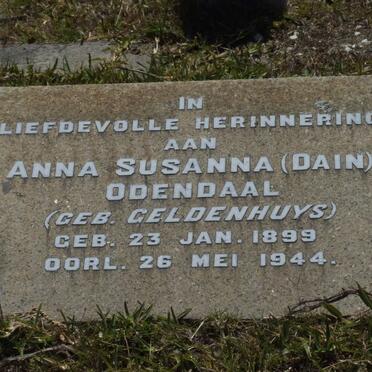 IN
LIEFDEVOLLE HERINNERING
AAN
ANNA SUSANNA (DAIN)
ODENDAAL
(GEB. GELDENHUYS)
GEB. 23 JAN. 1899
OORL. 26 MEI 1944.